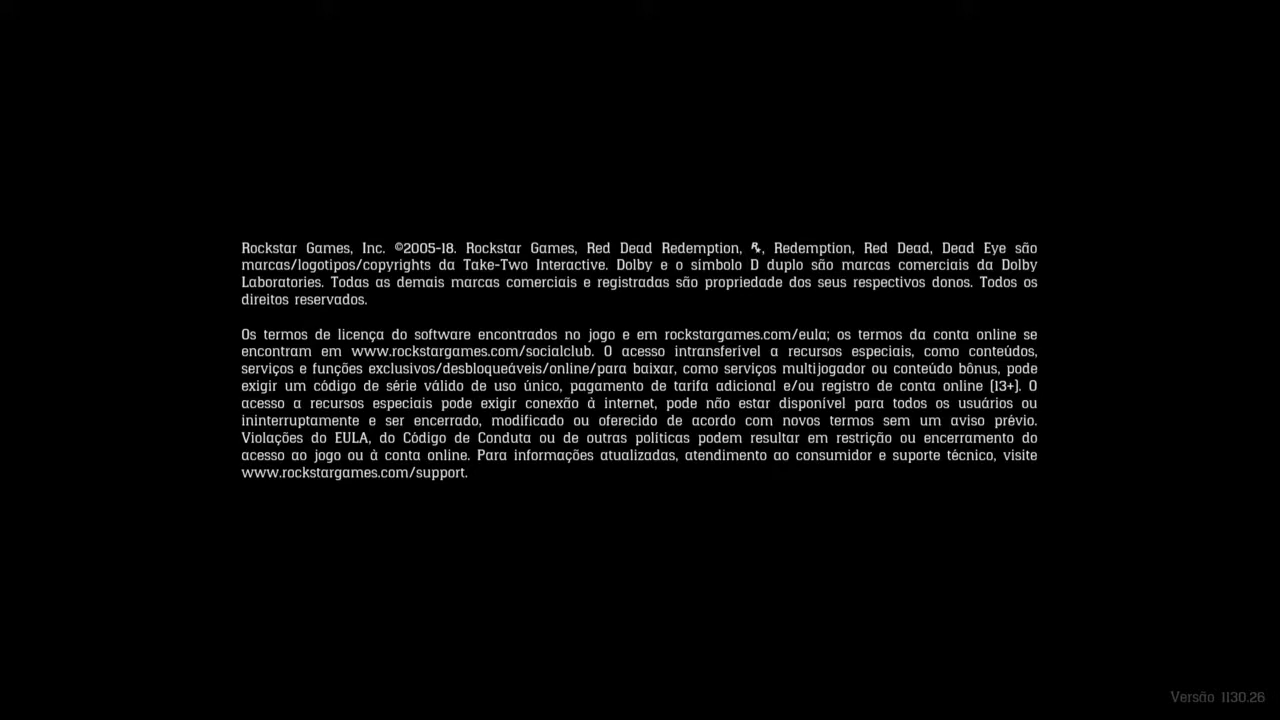 Rockstar Games, Inc. ©2005-18. Rockstar Games, Red Dead Redemption, R*, Redemption, Red Dead, Dead Eye são
marcas/logotipos/copyrights da Take-Two Interactive. Dolby e o símbolo D duplo são marcas comerciais da Dolby
Laboratories. Todas as demais marcas comerciais e registradas são propriedade dos seus respectivos donos. Todos os
direitos reservados.
Os termos de licença do software encontrados no jogo e em rockstargames.com/eula; os termos da conta online se
encontram em www.rockstargames.com/socialclub. O acesso intransferível a recursos especiais, como conteúdos,
serviços e funções exclusivos/desbloqueáveis/online/para baixar, como serviços multijogador ou conteúdo bônus, pode
exigir um código de série válido de uso único, pagamento de tarifa adicional e/ou registro de conta online (13+). O
acesso a recursos especiais pode exigir conexão à internet, pode não estar disponível para todos os usuários ou
ininterruptamente e ser encerrado, modificado ou oferecido de acordo com novos termos sem um aviso prévio.
Violações do EULA, do Código de Conduta ou de outras políticas podem resultar em restrição ou encerramento do
acesso ao jogo ou à conta online. Para informações atualizadas, atendimento ao consumidor e suporte técnico, visite
www.rockstargames.com/support.
Versão 1130.26